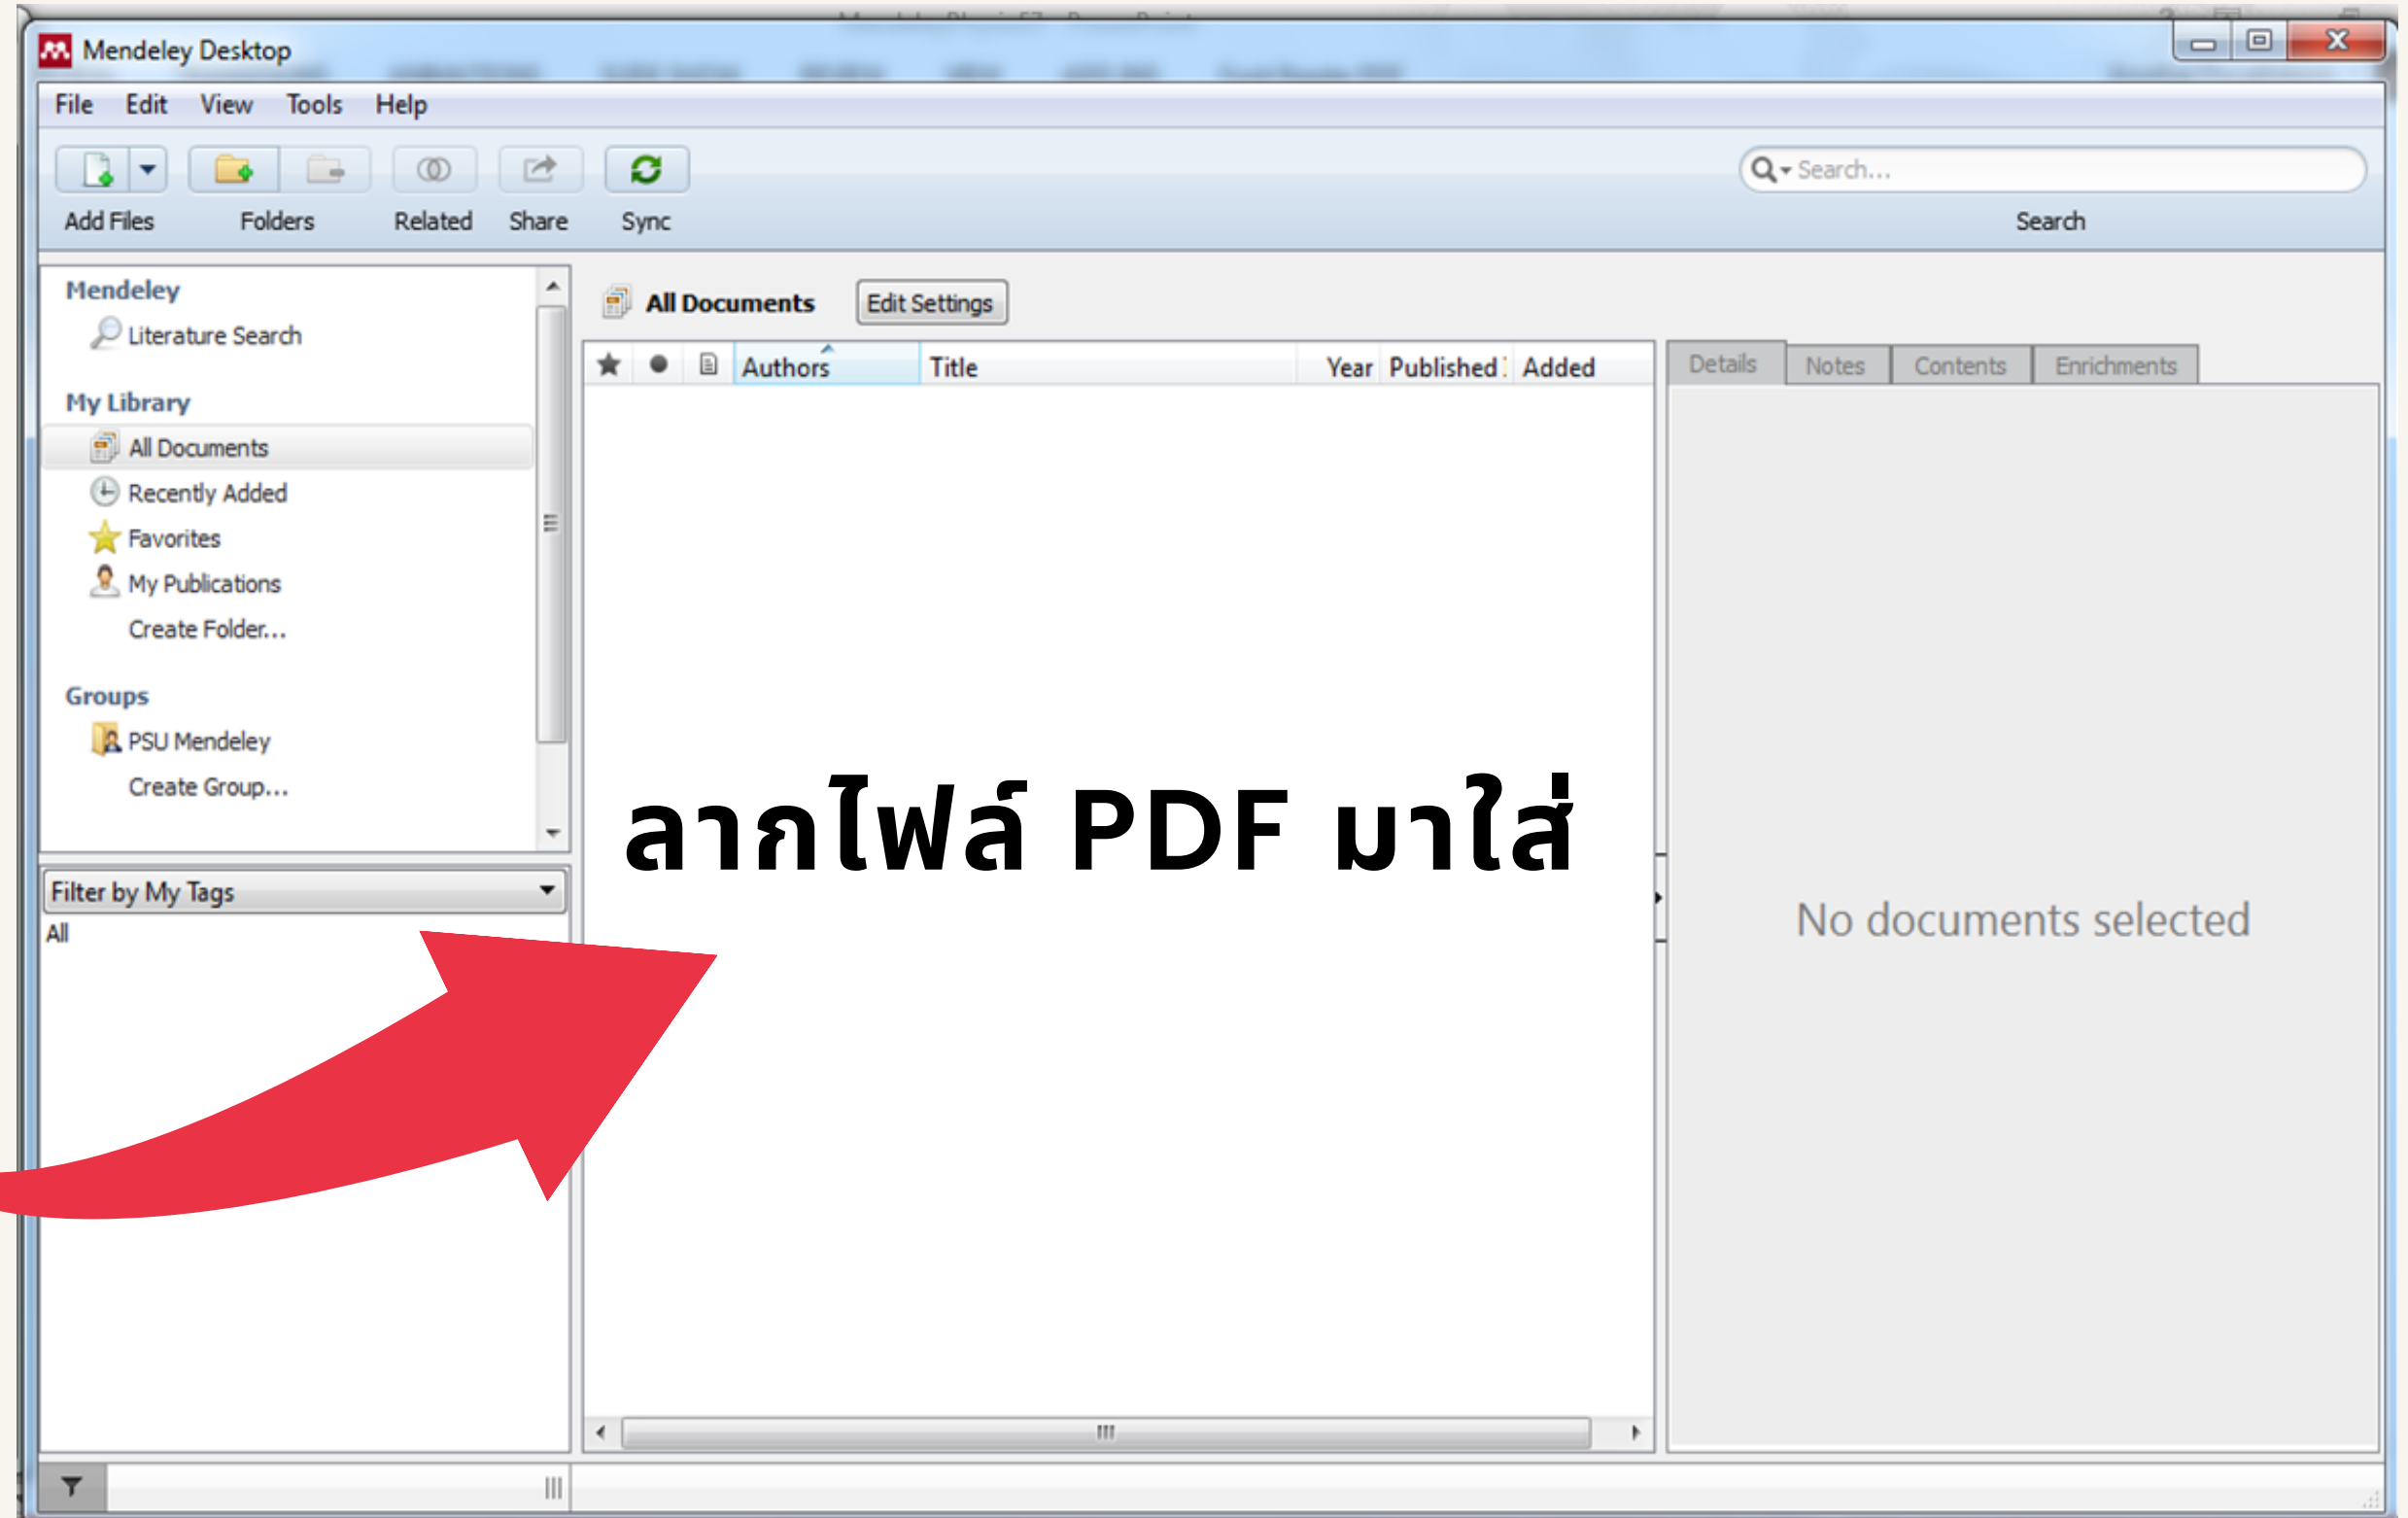 Mendeley Desktop
File Edit View Tools Help
Search...
Add Files Folders Related Share Sync Search
Mendeley
Literature Search
My Library
All Documents
Recently Added
Favorites
My Publications
Create Folder...
Groups
PSU Mendeley
Create Group...
Filter by My Tags
All
All Documents Edit Settings
Authors Title Year Published Added
ลากไฟล์ PDF มาใส่
Details Notes Contents Enrichments
No documents selected